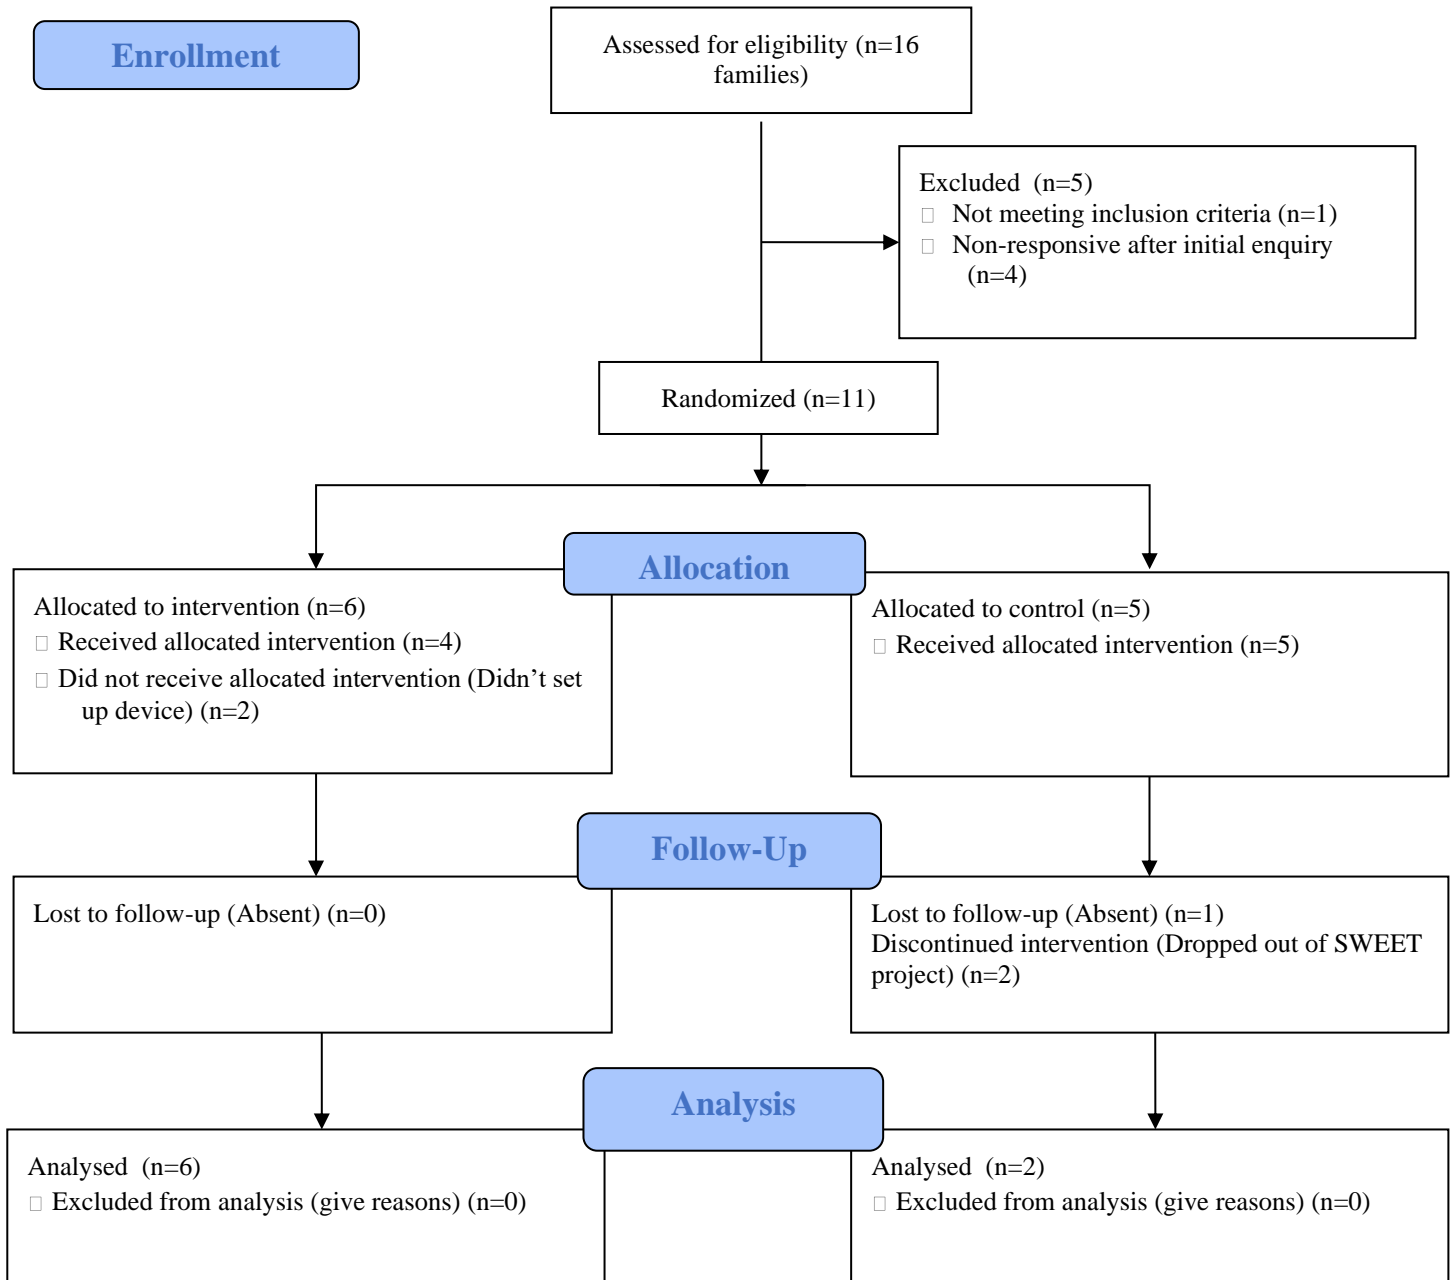 Enrollment
Assessed for eligibility (n=16
families)
Excluded  (n=5)
□ Not meeting inclusion criteria (n=1)
□ Non-responsive after initial enquiry
(n=4)
Randomized (n=11)
Allocation
Allocated to intervention (n=6)
□ Received allocated intervention (n=4)
□ Did not receive allocated intervention (Didn’t set
up device) (n=2)
Allocated to control (n=5)
□ Received allocated intervention (n=5)
Follow-Up
Lost to follow-up (Absent) (n=0)
Lost to follow-up (Absent) (n=1)
Discontinued intervention (Dropped out of SWEET
project) (n=2)
Analysis
Analysed  (n=6)
□ Excluded from analysis (give reasons) (n=0)
Analysed  (n=2)
□ Excluded from analysis (give reasons) (n=0)